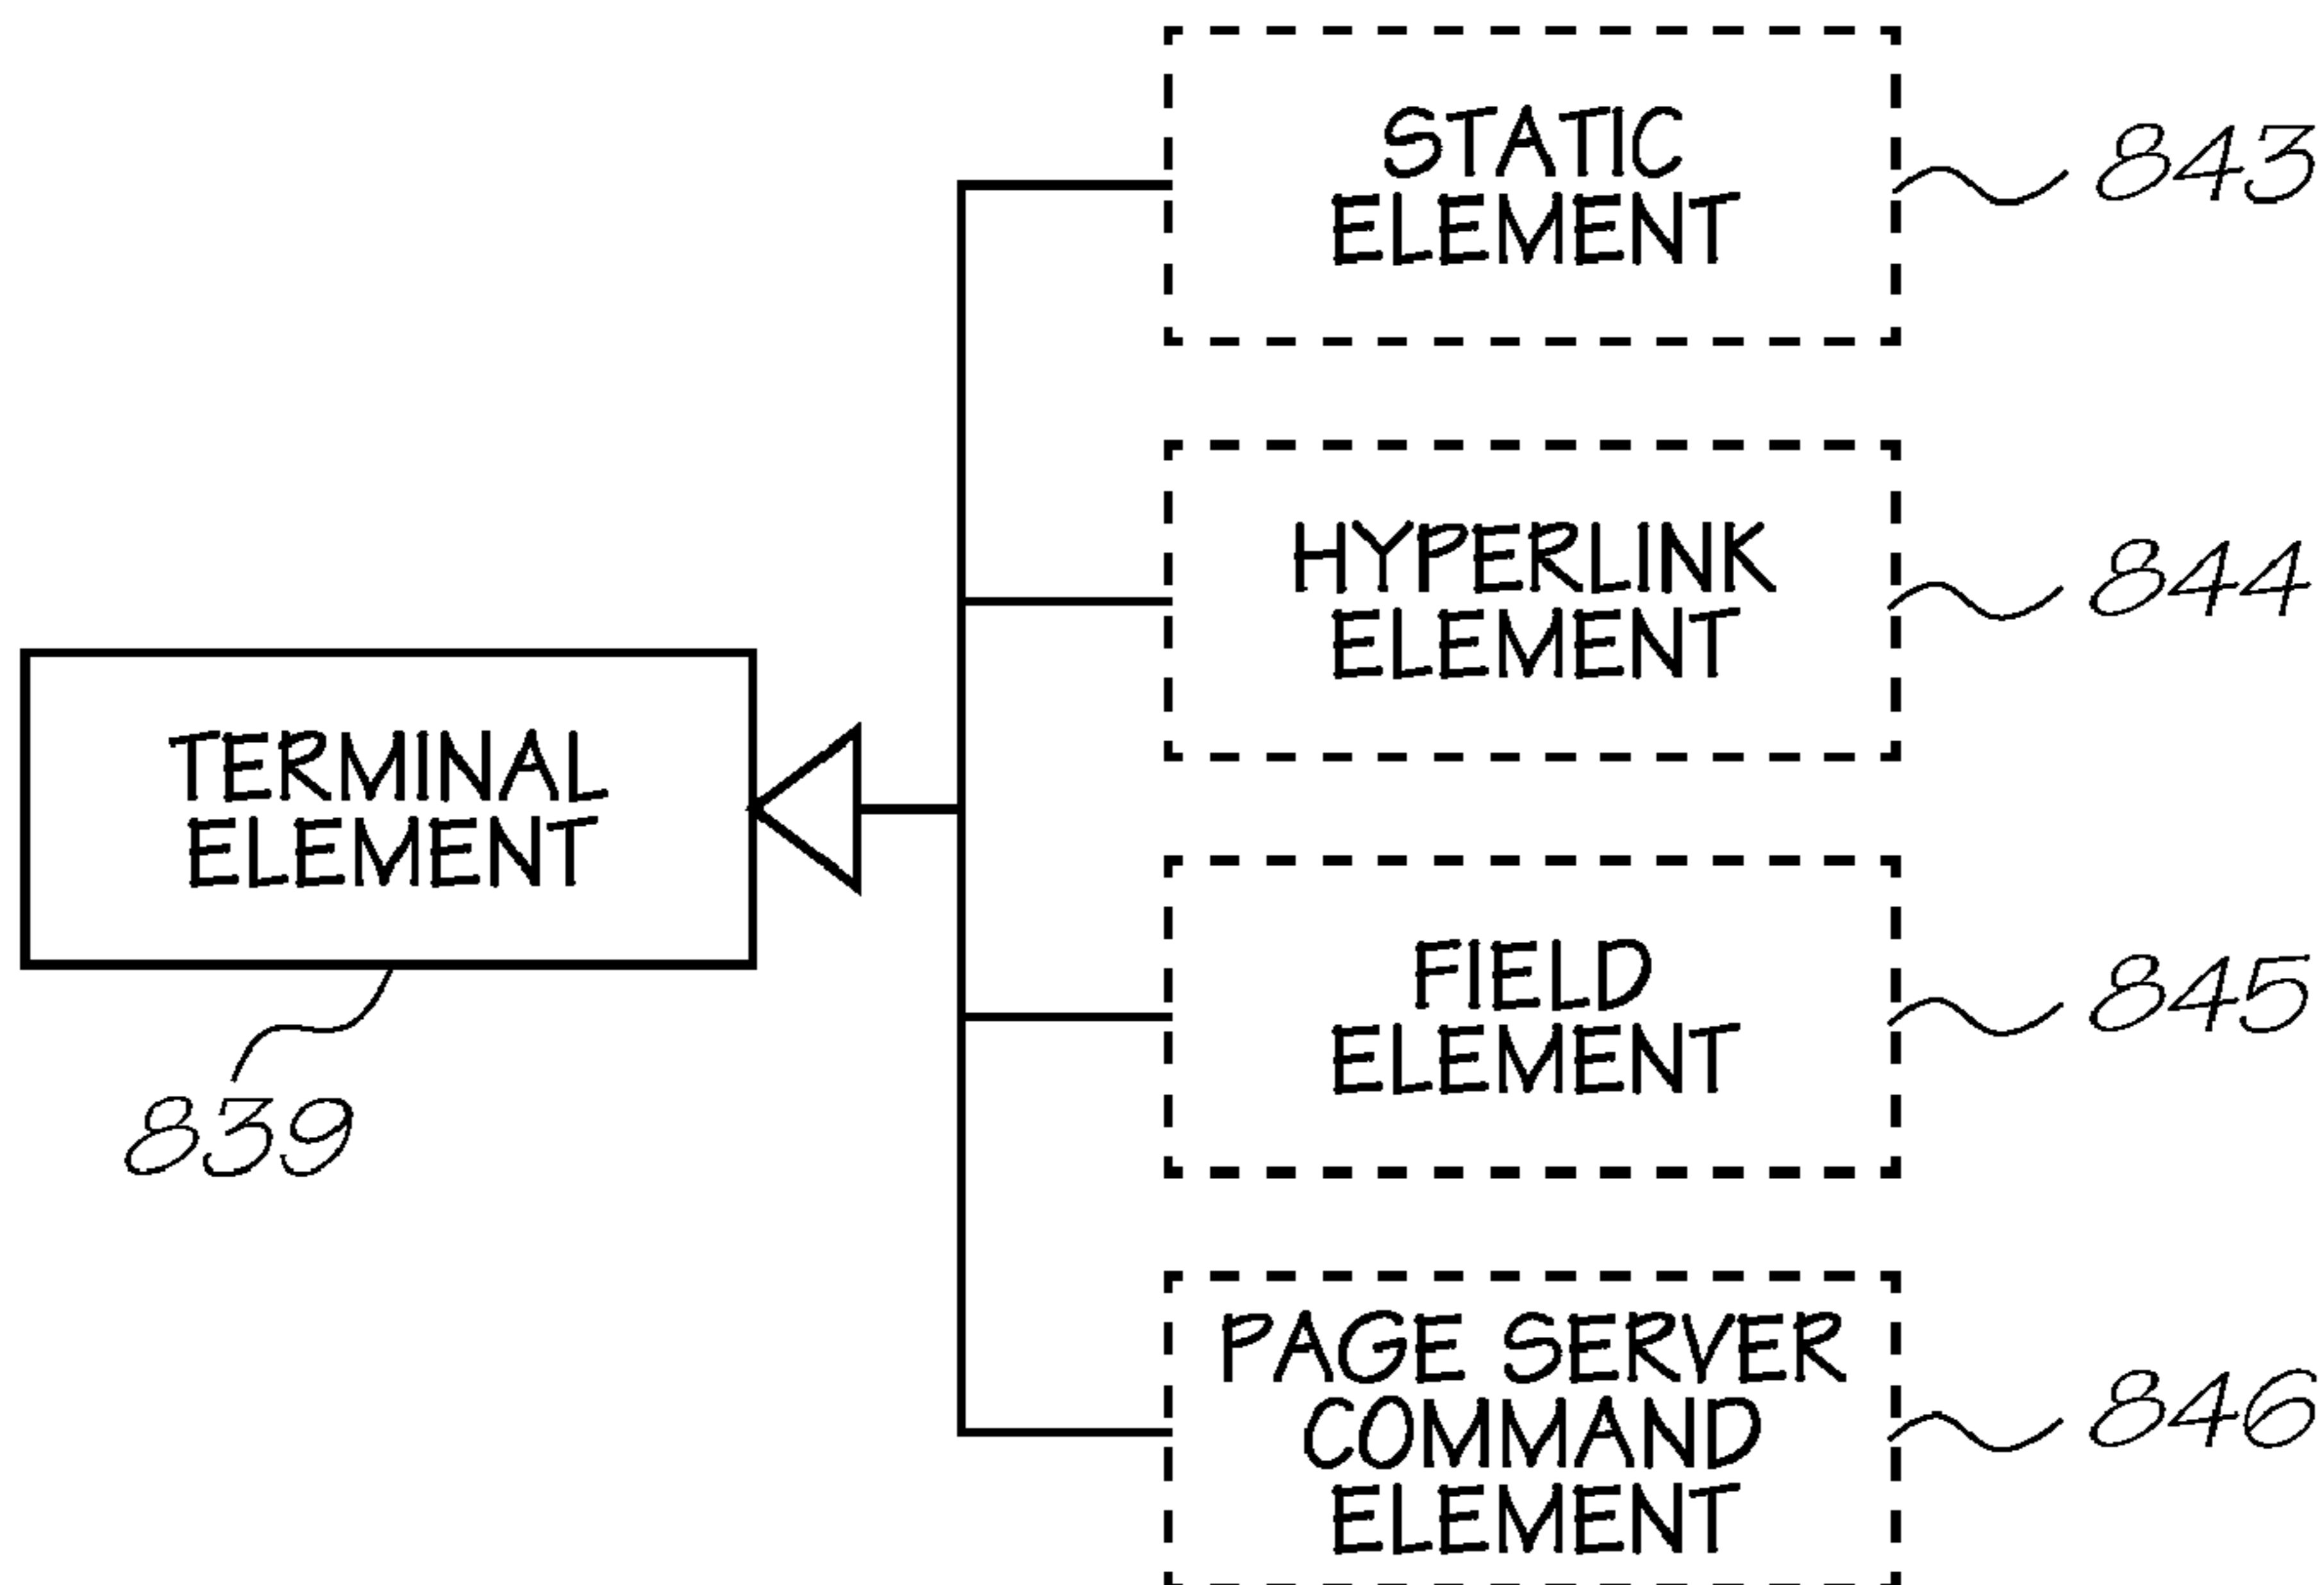 STATIC
ELEMENT
843
HYPERLINK
ELEMENT
844
TERMINAL
ELEMENT
839
FIELD
ELEMENT
845
PAGE SERVER
COMMAND
ELEMENT
846